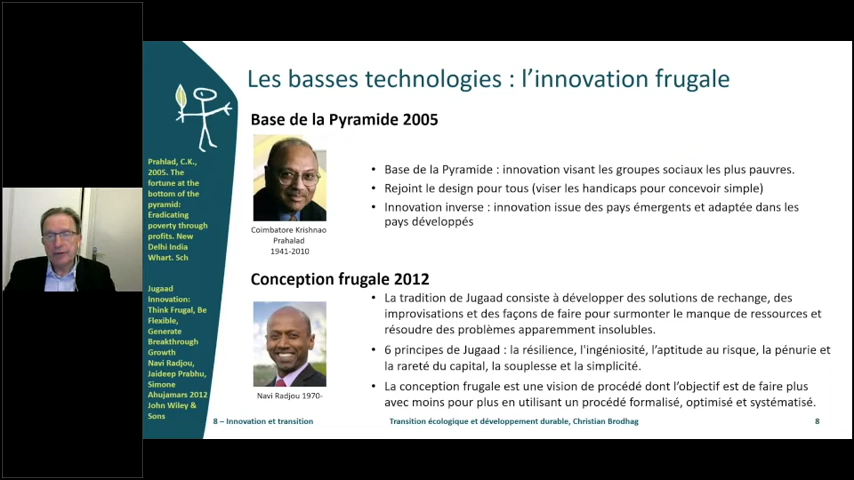 Les basses technologies : l'innovation frugale
Base de la Pyramide 2005
Prahlad, C.K.,
2005. The
fortune at the
bottom of the
pyramid:
Eradicating
poverty through
profits. New
Delhi India
Whart. Sch
Coimbatore Krishnao
Prahalad
1941-2010
• Base de la Pyramide : innovation visant les groupes sociaux les plus pauvres.
• Rejoint le design pour tous (viser les handicaps pour concevoir simple)
• Innovation inverse : innovation issue des pays émergents et adaptée dans les
pays développés
Conception frugale 2012
Jugaad
Innovation:
Think Frugal, Be
Flexible,
Generate
Breakthrough
Growth
Navi Radjou,
Jaideep Prabhu,
Simone
Ahujamars 2012
John Wiley &
Sons
Navi Radjou 1970-
• La tradition de Jugaad consiste à développer des solutions de rechange, des
improvisations et des façons de faire pour surmonter le manque de ressources et
résoudre des problèmes apparemment insolubles.
• 6 principes de Jugaad : la résilience, l'ingéniosité, l'aptitude au risque, la pénurie et
la rareté du capital, la souplesse et la simplicité.
• La conception frugale est une vision de procédé dont l'objectif est de faire plus
avec moins pour plus en utilisant un procédé formalisé, optimisé et systématisé.
8 – Innovation et transition
Transition écologique et développement durable, Christian Brodhag
8